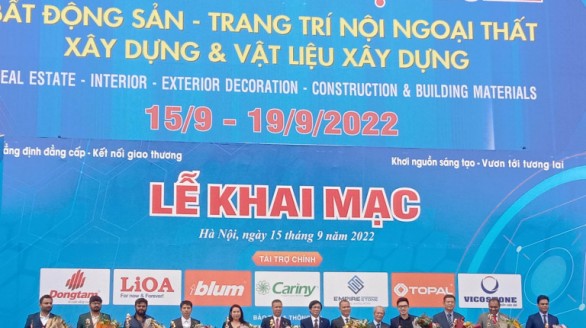 BẤT ĐỘNG SẢN - TRANG TRÍ NỘI NGOẠI THẤT
XÂY DỰNG & VẬT LIỆU XÂY DỰNG
REAL ESTATE - INTERIOR - EXTERIOR DECORATION - CONSTRUCTION & BUILDING MATERIALS
15/9 - 19/9/2022
định đẳng cấp - Kết nối giao thương
Khơi nguồn sáng tạo - Vươn tới tương lai
LỄ KHAI MẠC
Hà Nội, ngày 15 tháng 9 năm 2022
TÀI TRỢ CHÍNH
Dongtam
LiOA
blum
Cariny
EMPIRE
TOPAL
VICOSTONE